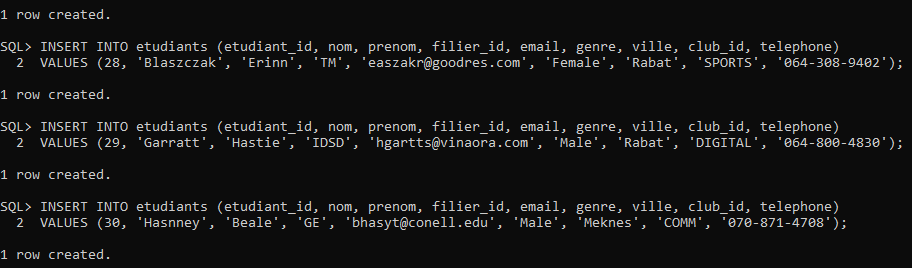 1 row created.
SQL> INSERT INTO etudiants (etudiant_id, nom, prenom, filier_id, email, genre, ville, club_id, telephone)
2 VALUES (28, 'Blaszczak', 'Erinn', 'TM', 'easzakr@goodres.com', 'Female', 'Rabat', 'SPORTS', '064-308-9402');
1 row created.
SQL> INSERT INTO etudiants (etudiant_id, nom, prenom, filier_id, email, genre, ville, club_id, telephone)
2 VALUES (29, 'Garratt', 'Hastie', 'IDSD', 'hgartts@vinaora.com', 'Male', 'Rabat', 'DIGITAL', '064-800-4830');
1 row created.
SQL> INSERT INTO etudiants (etudiant_id, nom, prenom, filier_id, email, genre, ville, club_id, telephone)
2 VALUES (30, 'Hasnney', 'Beale', 'GE', 'bhasyt@conell.edu', 'Male', 'Meknes', 'COMM', '070-871-4708');
1 row created.